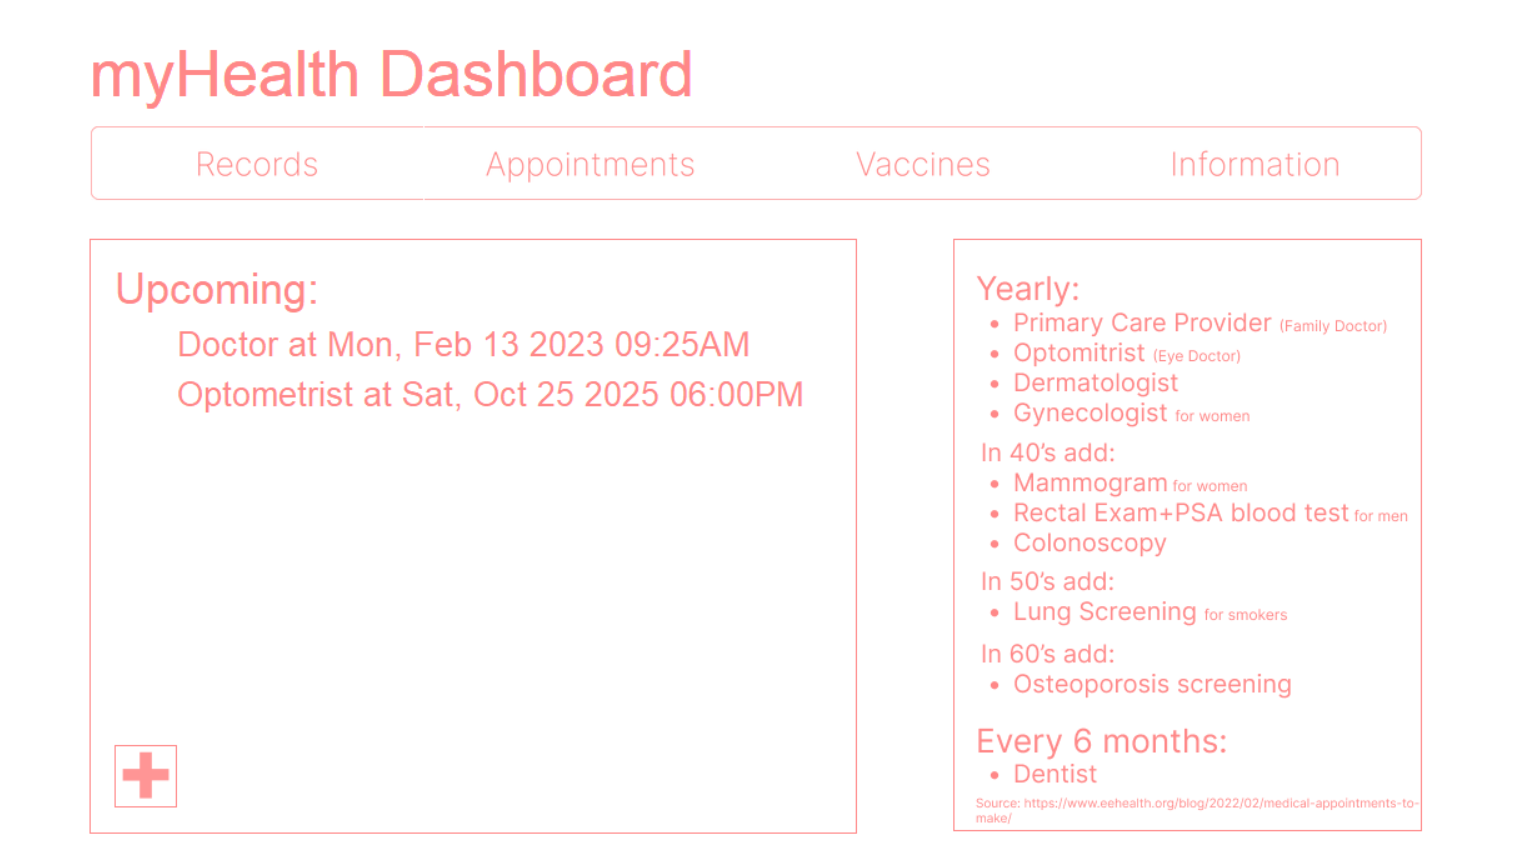 myHealth Dashboard
Records Appointments Vaccines Information
Upcoming:
Doctor at Mon, Feb 13 2023 09:25AM
Optometrist at Sat, Oct 25 2025 06:00PM
Yearly:
• Primary Care Provider (Family Doctor)
• Optomitrist (Eye Doctor)
• Dermatologist
• Gynecologist for women
In 40’s add:
• Mammogram for women
• Rectal Exam+PSA blood test for men
• Colonoscopy
In 50’s add:
• Lung Screening for smokers
In 60’s add:
• Osteoporosis screening
Every 6 months:
• Dentist
Source: https://www.eehealth.org/blog/2022/02/medical-appointments-to-
make/